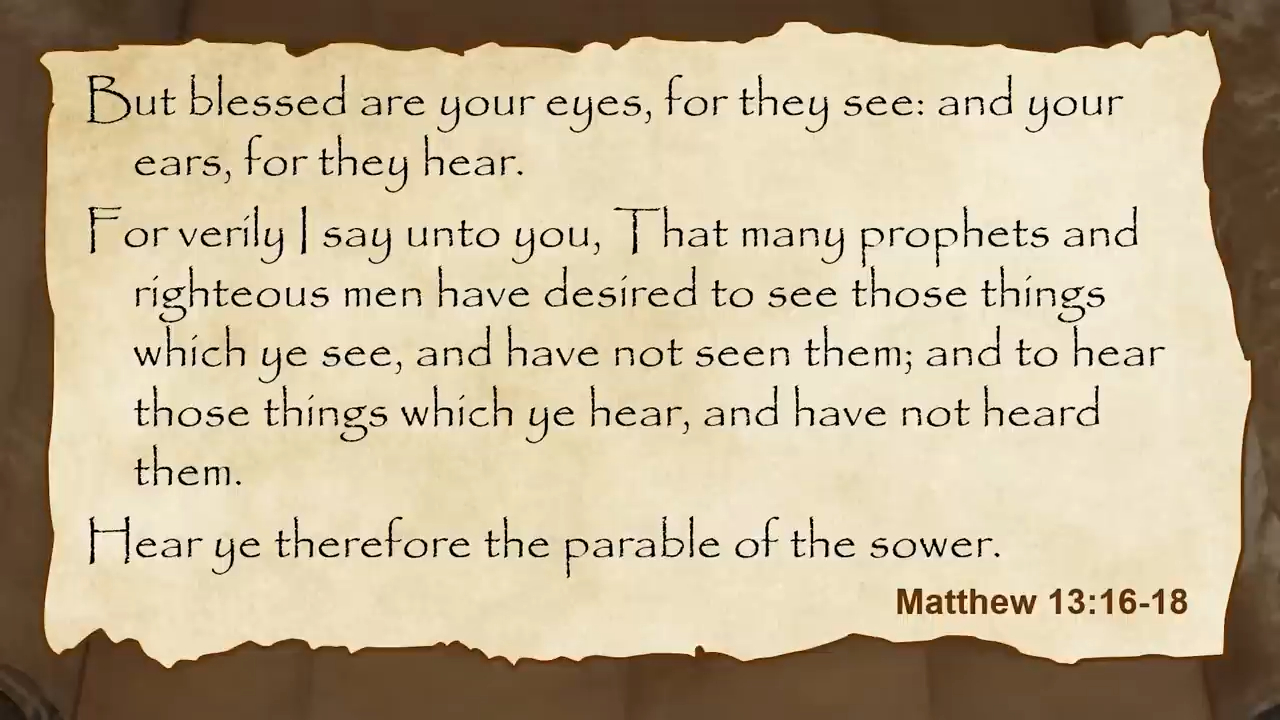 But blessed are your eyes, for they see: and your
ears, for they hear.
For verily I say unto you, That many prophets and
righteous men have desired to see those things
which ye see, and have not seen them; and to hear
those things which ye hear, and have not heard
them.
Hear ye therefore the parable of the sower.
Matthew 13:16-18